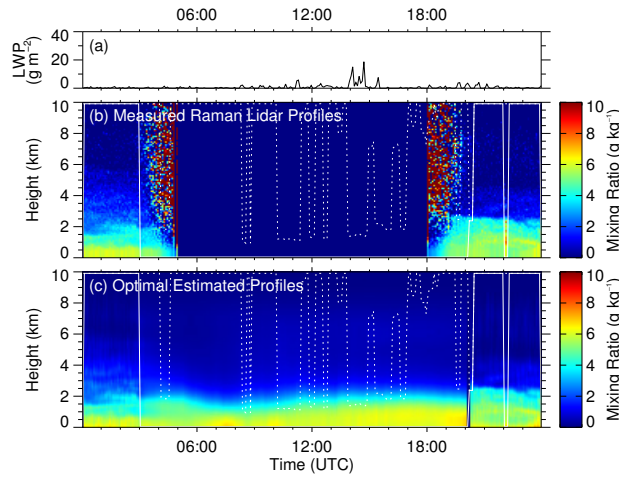 06:00 12:00 18:00
40
20
0
LWP
(g m⁻²)
(a)
10
8
6
4
2
0
Height (km)
(b) Measured Raman Lidar Profiles
10
8
6
4
2
0
Mixing Ratio (g kg⁻¹)
10
8
6
4
2
0
Height (km)
(c) Optimal Estimated Profiles
10
8
6
4
2
0
Mixing Ratio (g kg⁻¹)
06:00 12:00 18:00
Time (UTC)